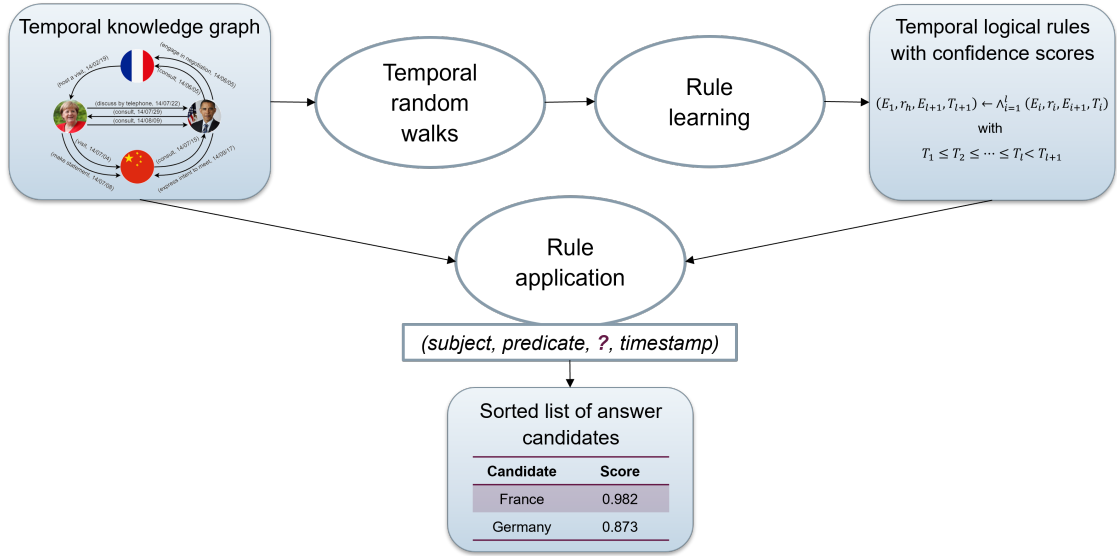 Temporal knowledge graph
(engage in negotiation, 14/06/05)
(host a visit, 14/02/19)
(consult, 14/06/05)
(discuss by telephone, 14/07/22)
(consult, 14/07/29)
(consult, 14/08/09)
(visit, 14/07/04)
(consult, 14/07/15)
(make statement, 14/07/08)
(express intent to meet, 14/09/17)
Temporal
random
walks
Rule
learning
Temporal logical rules
with confidence scores
(E₁, rₕ, Eₗ₊₁, Tₗ₊₁) ← ∧ˡᵢ₌₁ (Eᵢ, rᵢ, Eᵢ₊₁, Tᵢ)
with
T₁ ≤ T₂ ≤ ⋯ ≤ Tₗ < Tₗ₊₁
Rule
application
(subject, predicate, ?, timestamp)
Sorted list of answer
candidates
Candidate Score
France 0.982
Germany 0.873